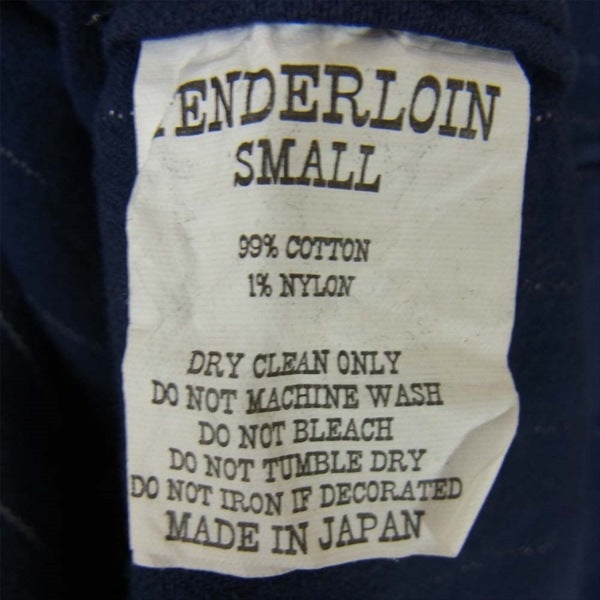 TENDERLOIN
SMALL
99% COTTON
1% NYLON
DRY CLEAN ONLY
DO NOT MACHINE WASH
DO NOT BLEACH
DO NOT TUMBLE DRY
DO NOT IRON IF DECORATED
MADE IN JAPAN